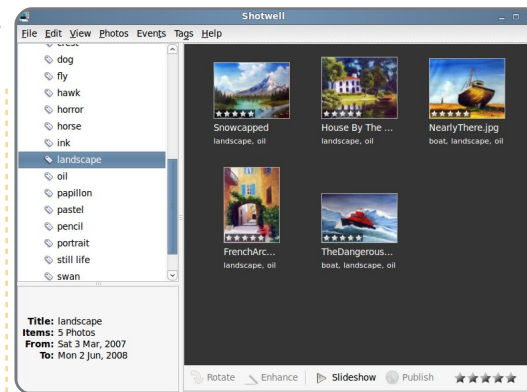 Shotwell
File Edit View Photos Events Tags Help
crest
dog
fly
hawk
horror
horse
ink
landscape
oil
papillon
pastel
pencil
portrait
still life
swan
Title: landscape
Items: 5 Photos
From: Sat 3 Mar, 2007
To: Mon 2 Jun, 2008
Snowcapped
landscape, oil
House By The ...
landscape, oil
NearlyThere.jpg
boat, landscape, oil
FrenchArc...
landscape, oil
TheDangerous...
boat, landscape, oil
Rotate Enhance Slideshow Publish